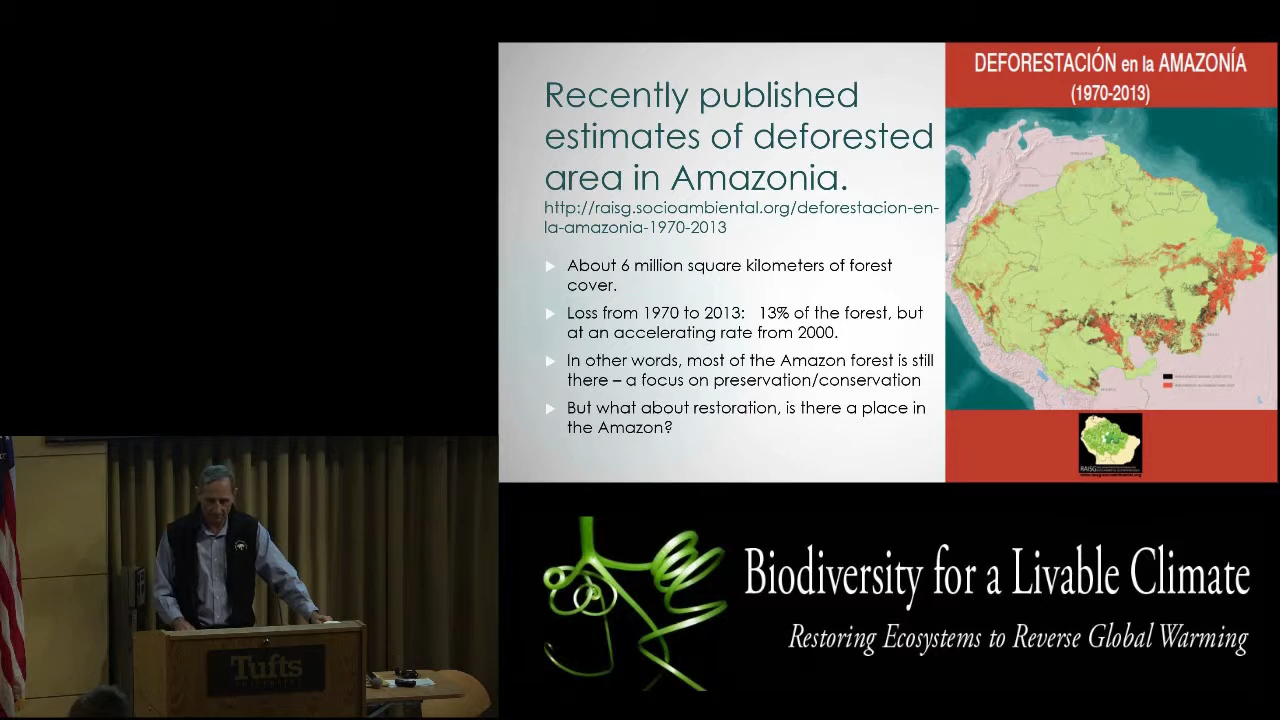 Recently published
estimates of deforested
area in Amazonia.
http://raisg.socioambiental.org/deforestacion-en-
la-amazonia-1970-2013
About 6 million square kilometers of forest
cover.
Loss from 1970 to 2013: 13% of the forest, but
at an accelerating rate from 2000.
In other words, most of the Amazon forest is still
there – a focus on preservation/conservation
But what about restoration, is there a place in
the Amazon?
DEFORESTACIÓN en la AMAZONÍA
(1970-2013)
RAISG
Tufts
UNIVERSITY
Biodiversity for a Livable Climate
Restoring Ecosystems to Reverse Global Warming